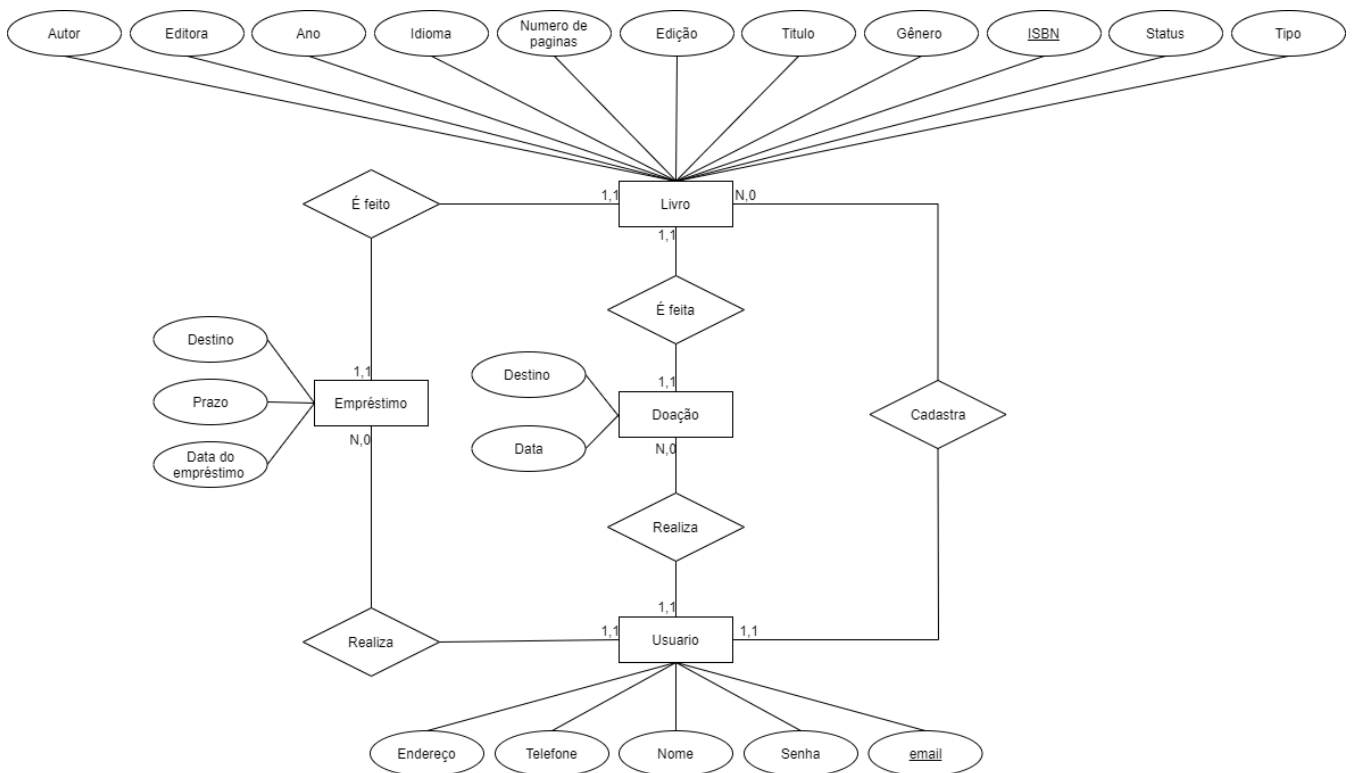 Autor
Editora
Ano
Idioma
Numero de
paginas
Edição
Titulo
Gênero
ISBN
Status
Tipo
É feito
1,1
Livro
N,0
1,1
É feita
Destino
1,1
Destino
1,1
Prazo
Empréstimo
Doação
Cadastra
Data do
empréstimo
N,0
Data
N,0
Realiza
1,1
Realiza
1,1
Usuario
1,1
Endereço
Telefone
Nome
Senha
email